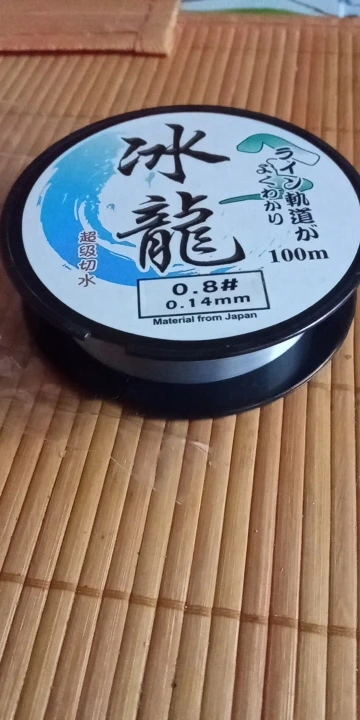 冰龍
ライン軌道が
よくわかり
100m
超级切水
0.8#
0.14mm
Material from Japan